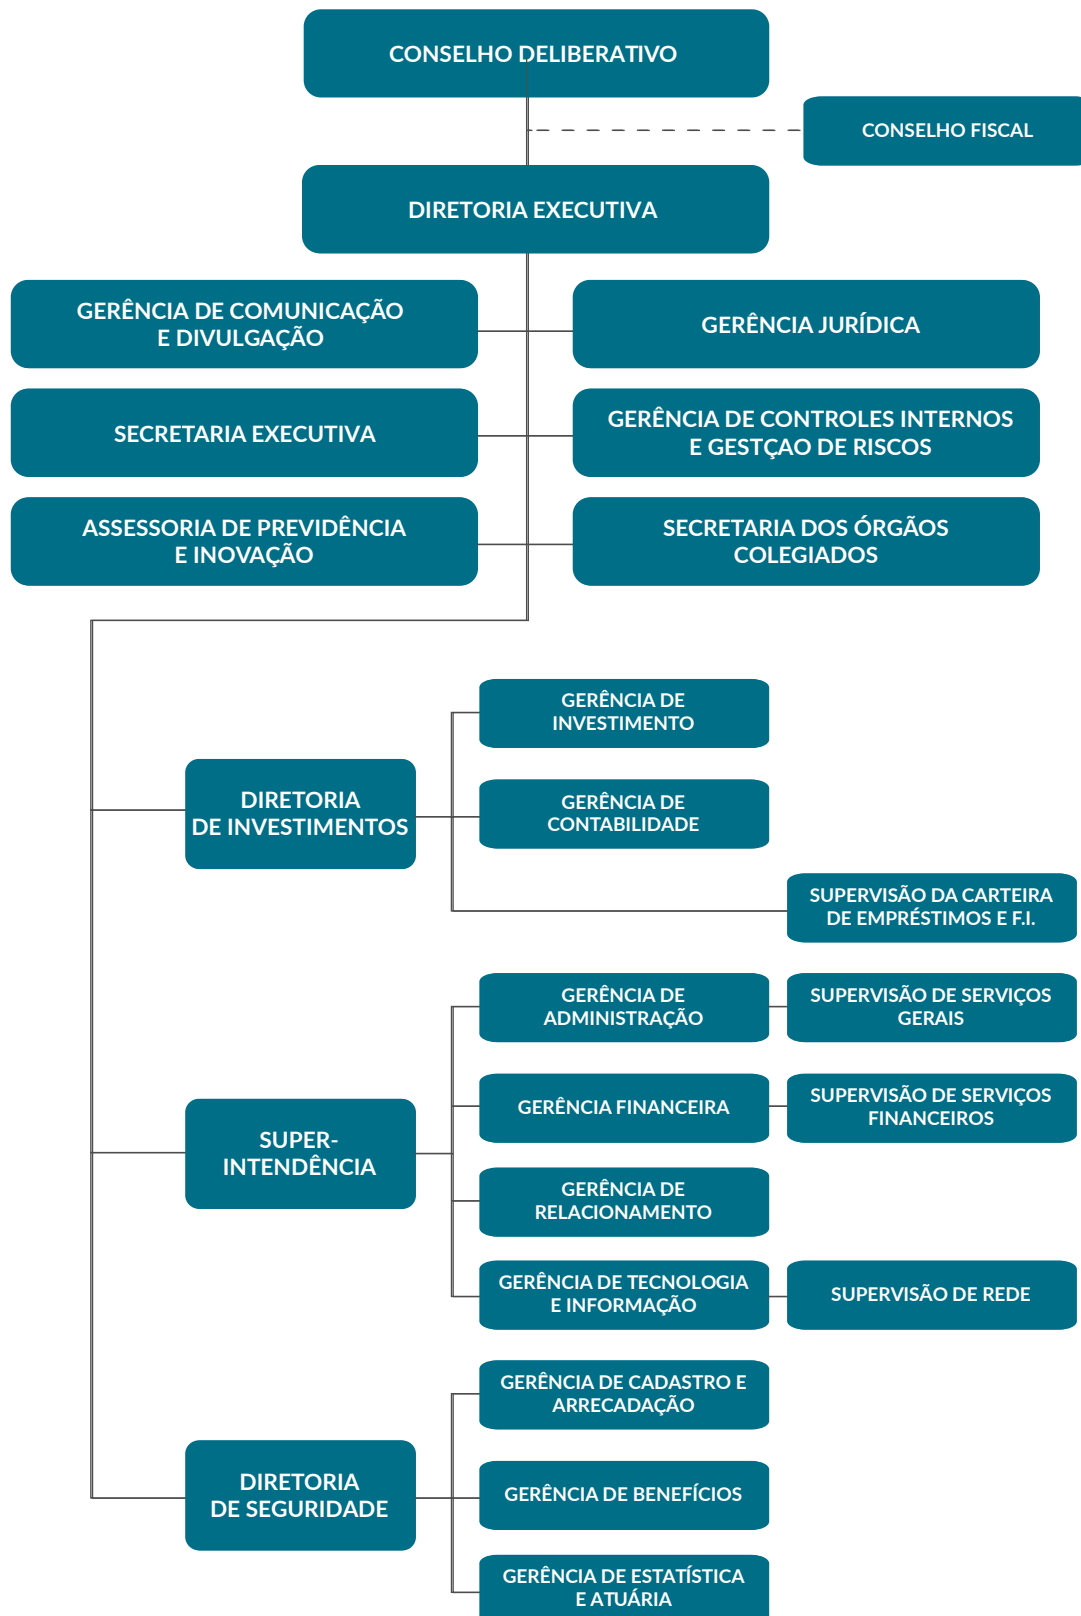 CONSELHO DELIBERATIVO
CONSELHO FISCAL
DIRETORIA EXECUTIVA
GERÊNCIA DE COMUNICAÇÃO
E DIVULGAÇÃO
GERÊNCIA JURÍDICA
SECRETARIA EXECUTIVA
GERÊNCIA DE CONTROLES INTERNOS
E GESTÇAO DE RISCOS
ASSESSORIA DE PREVIDÊNCIA
E INOVAÇÃO
SECRETARIA DOS ÓRGÃOS
COLEGIADOS
DIRETORIA
DE INVESTIMENTOS
GERÊNCIA DE
INVESTIMENTO
GERÊNCIA DE
CONTABILIDADE
SUPERVISÃO DA CARTEIRA
DE EMPRÉSTIMOS E F.I.
SUPER-
INTENDÊNCIA
GERÊNCIA DE
ADMINISTRAÇÃO
SUPERVISÃO DE SERVIÇOS
GERAIS
GERÊNCIA FINANCEIRA
SUPERVISÃO DE SERVIÇOS
FINANCEIROS
GERÊNCIA DE
RELACIONAMENTO
GERÊNCIA DE TECNOLOGIA
E INFORMAÇÃO
SUPERVISÃO DE REDE
DIRETORIA
DE SEGURIDADE
GERÊNCIA DE CADASTRO E
ARRECADAÇÃO
GERÊNCIA DE BENEFÍCIOS
GERÊNCIA DE ESTATÍSTICA
E ATUÁRIA